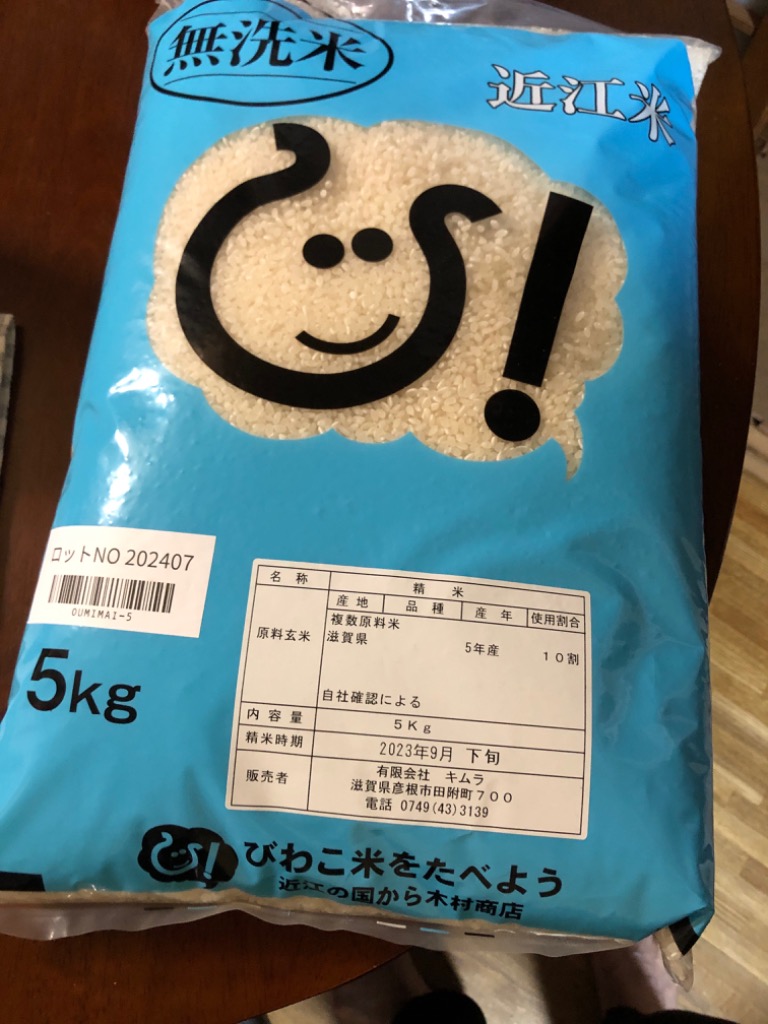 無洗米
近江米
び!
ロットNO 202407
OUMIMAI-5
5kg
名 称 精 米
原料玄米 産 地 品 種 産 年 使用割合
複数原料米
滋賀県 5年産 10割
自社確認による
内 容 量 5Kg
精米時期 2023年9月 下旬
販売者 有限会社 キムラ
滋賀県彦根市田附町700
電話 0749(43)3139
び!
びわこ米をたべよう
近江の国から木村商店